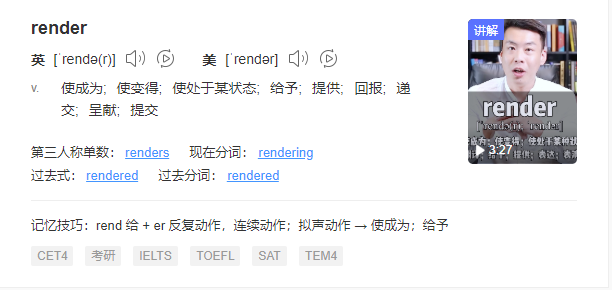 render
英 [ˈrendə(r)] 美 [ˈrendər]
v. 使成为；使变得；使处于某状态；给予；提供；回报；递
交；呈献；提交
第三人称单数： renders 现在分词： rendering
过去式： rendered 过去分词： rendered
记忆技巧：rend 给 + er 反复动作，连续动作；拟声动作 → 使成为；给予
CET4 考研 IELTS TOEFL SAT TEM4
讲解
render
3:27